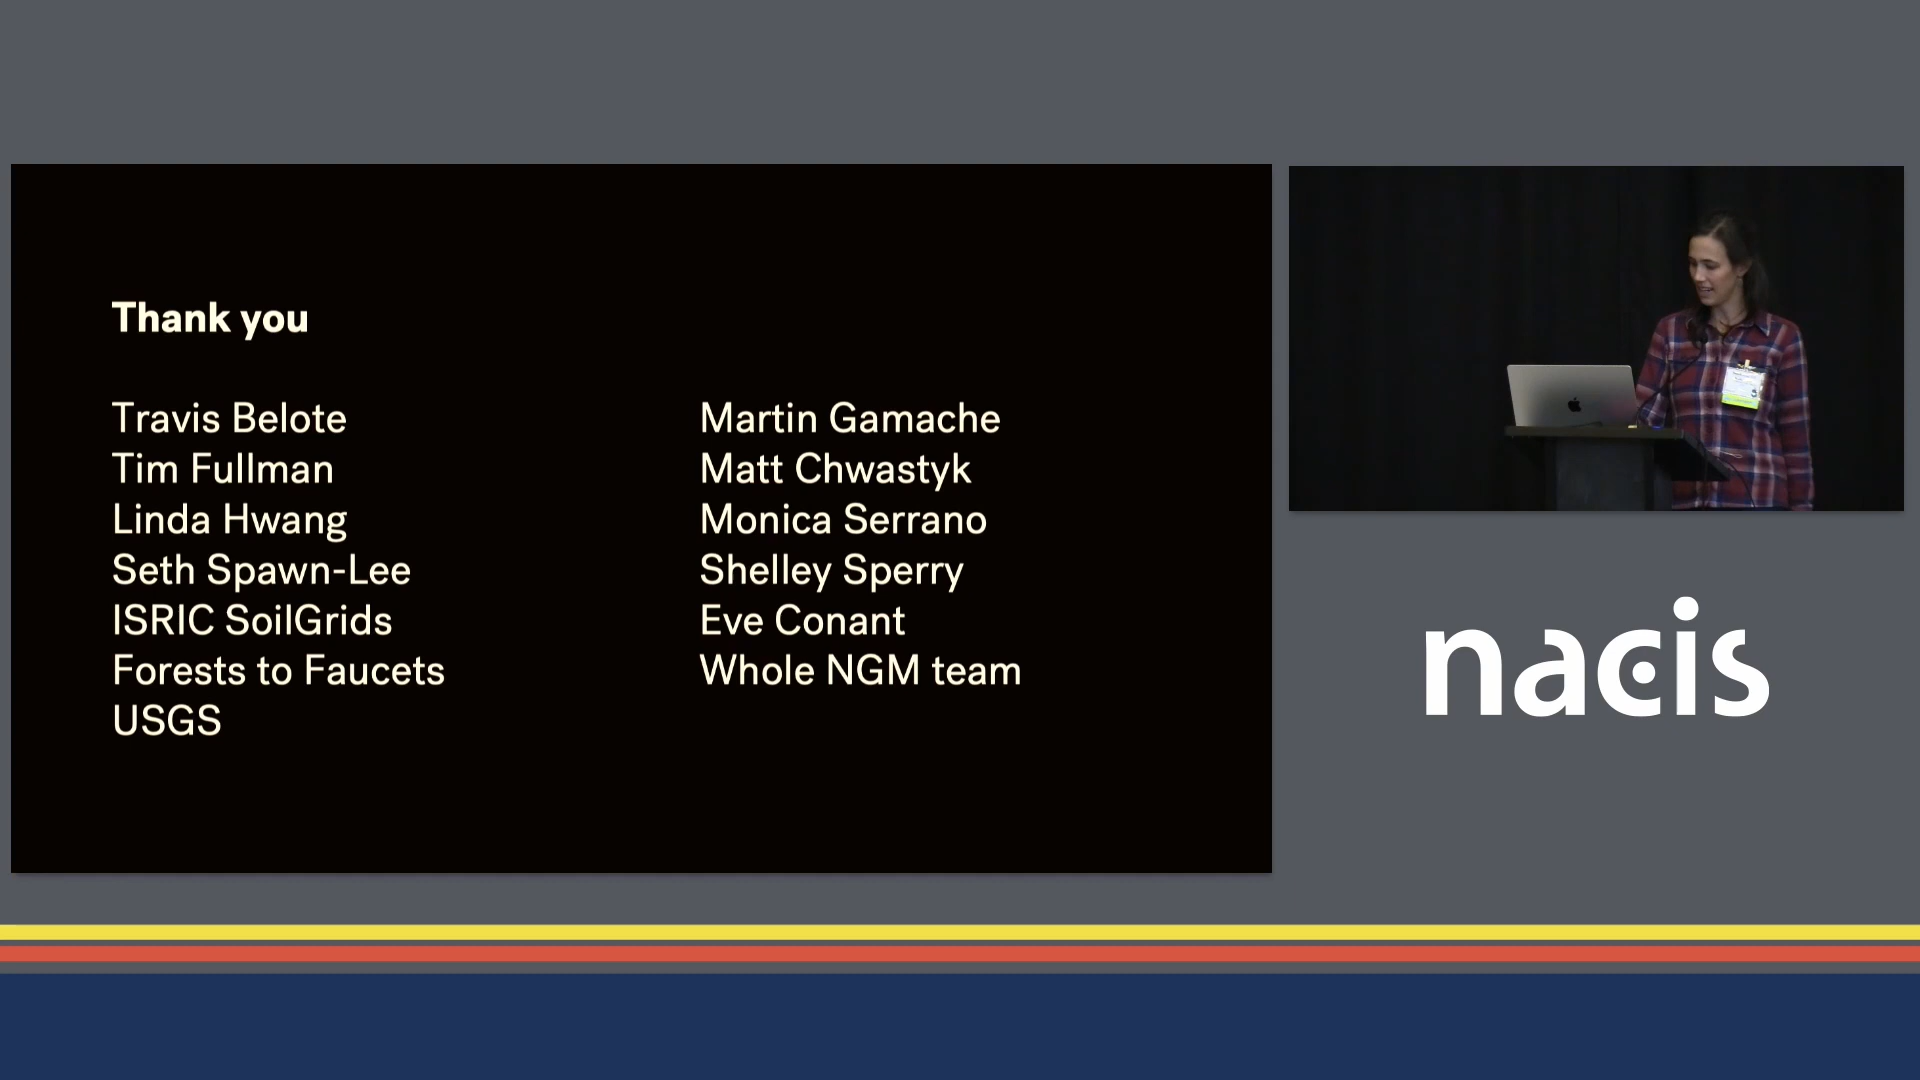 Thank you
Travis Belote
Tim Fullman
Linda Hwang
Seth Spawn-Lee
ISRIC SoilGrids
Forests to Faucets
USGS
Martin Gamache
Matt Chwastyk
Monica Serrano
Shelley Sperry
Eve Conant
Whole NGM team
nacis